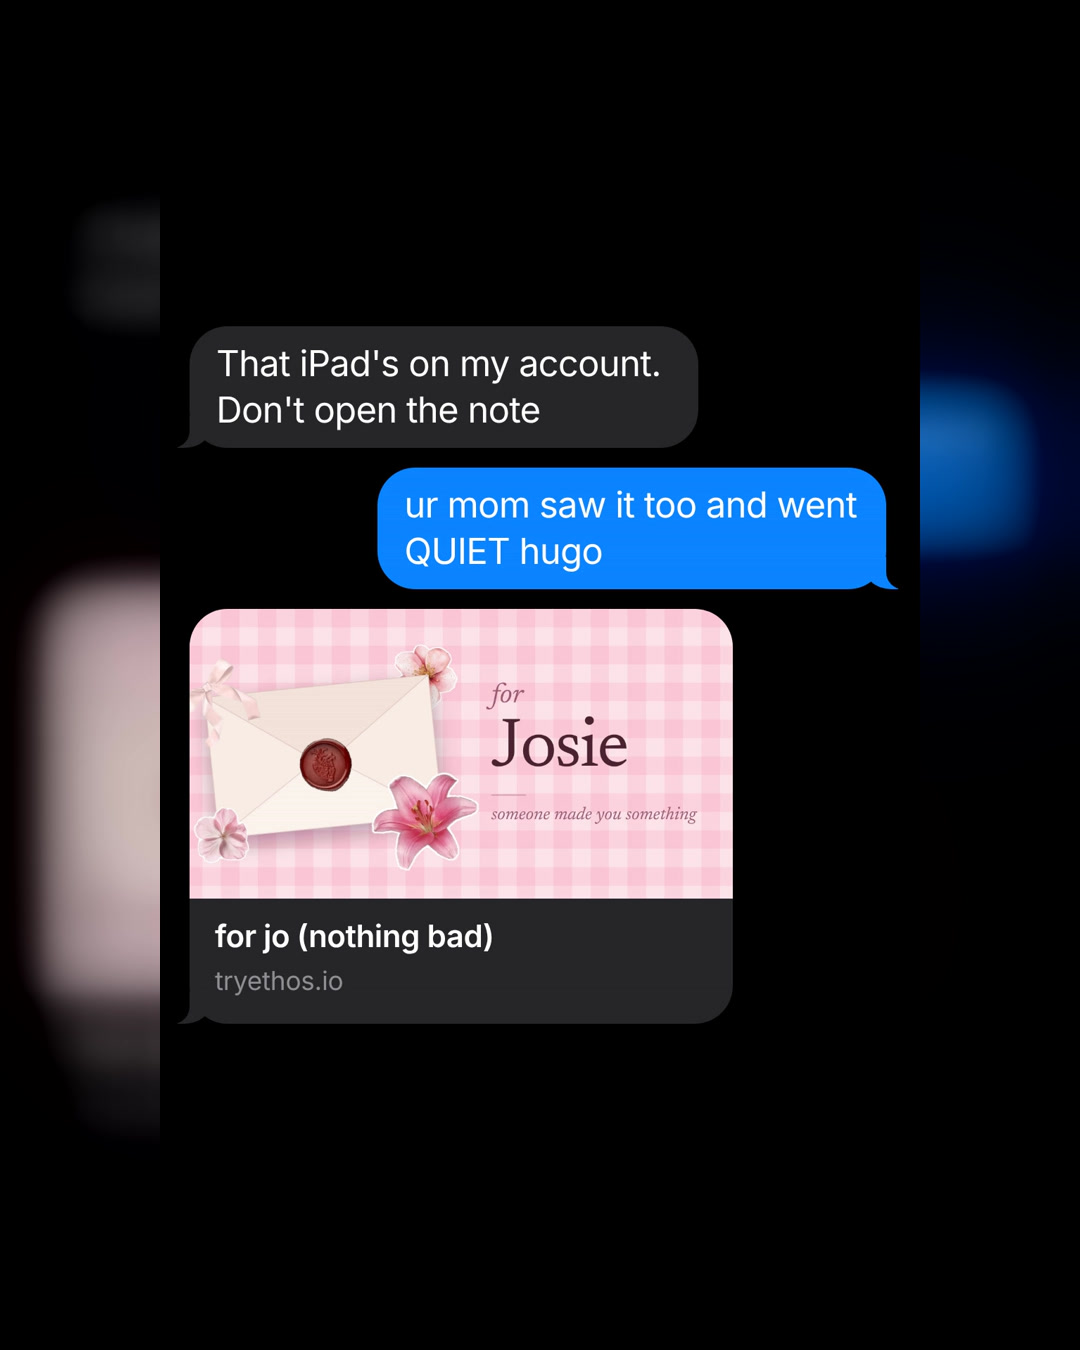 That iPad's on my account.
Don't open the note
ur mom saw it too and went
QUIET hugo
for
Josie
someone made you something
for jo (nothing bad)
tryethos.io